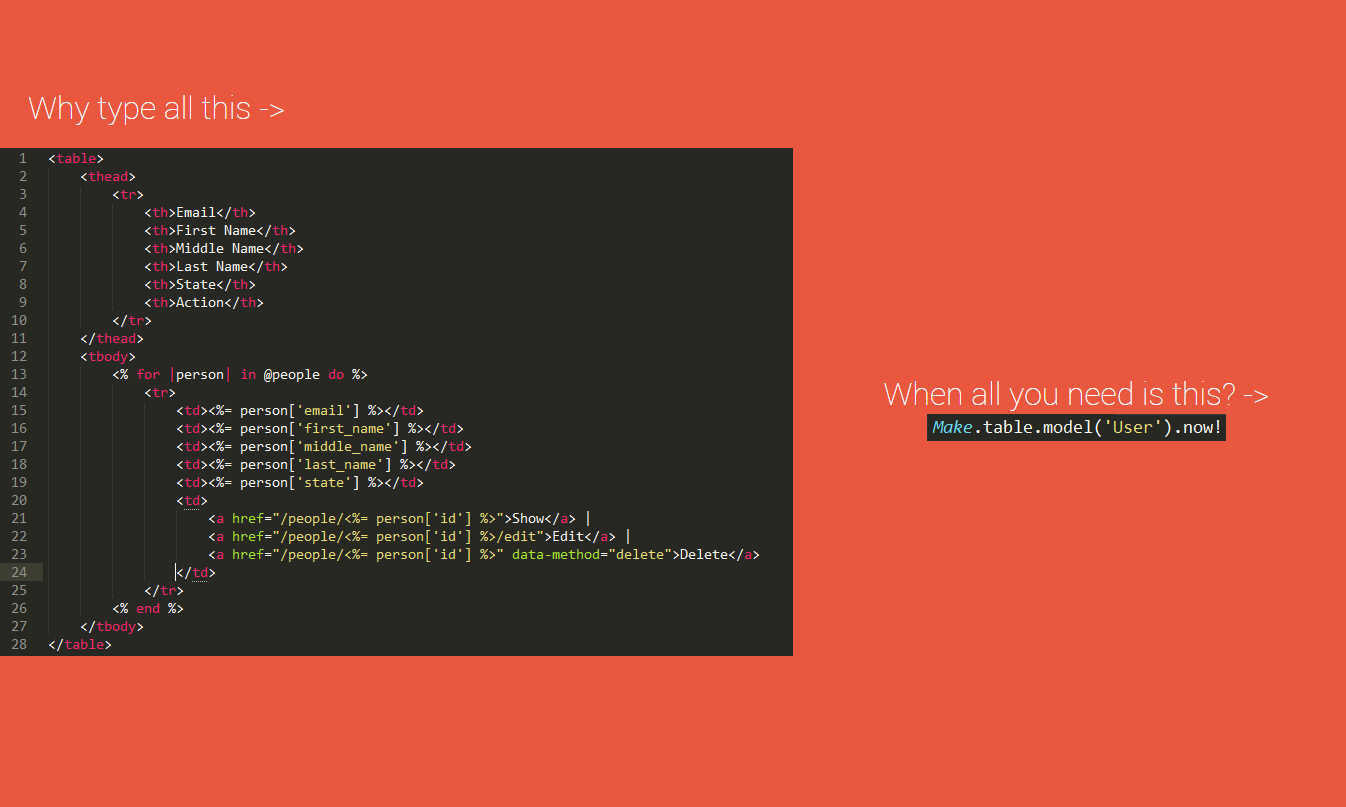 Why type all this ->
1 <table>
2     <thead>
3         <tr>
4             <th>Email</th>
5             <th>First Name</th>
6             <th>Middle Name</th>
7             <th>Last Name</th>
8             <th>State</th>
9             <th>Action</th>
10         </tr>
11     </thead>
12     <tbody>
13         <% for |person| in @people do %>
14             <tr>
15                 <td><%= person['email'] %></td>
16                 <td><%= person['first_name'] %></td>
17                 <td><%= person['middle_name'] %></td>
18                 <td><%= person['last_name'] %></td>
19                 <td><%= person['state'] %></td>
20                 <td>
21                     <a href="/people/<%= person['id'] %>">Show</a> |
22                     <a href="/people/<%= person['id'] %>/edit">Edit</a> |
23                     <a href="/people/<%= person['id'] %>" data-method="delete">Delete</a>
24                 </td>
25             </tr>
26         <% end %>
27     </tbody>
28 </table>
When all you need is this? ->
Make.table.model('User').now!